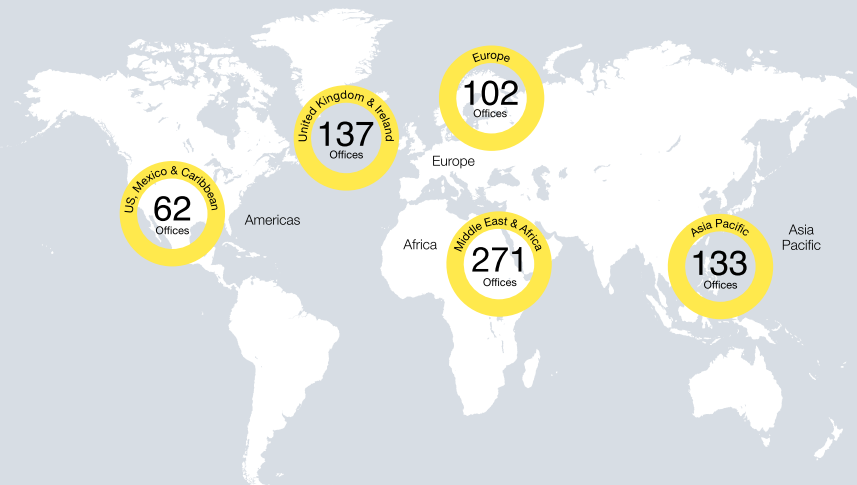 Europe
102
Offices
United Kingdom & Ireland
137
Offices
Europe
US, Mexico & Caribbean
62
Offices
Americas
Africa
Middle East & Africa
271
Offices
Asia Pacific
133
Offices
Asia
Pacific